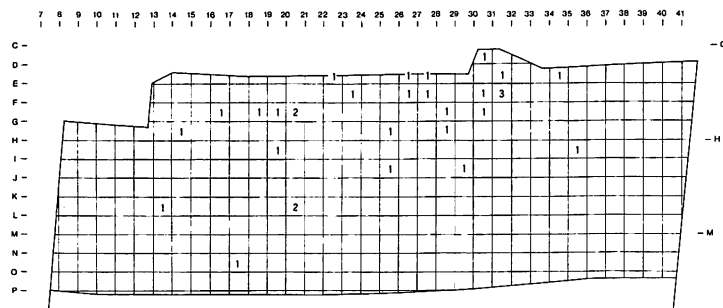 7 8 9 10 11 12 13 14 15 16 17 18 19 20 21 22 23 24 25 26 27 28 29 30 31 32 33 34 35 36 37 38 39 40 41
C – – C
1
D –
1 1 1 1 1
E –
1 1 1 1 3
F –
1 1 1 2 1 1
G –
1 1 1
H – – H
1 1
I –
1 1
J –
K –
1 2
L –
M – – M
N –
1
O –
P –